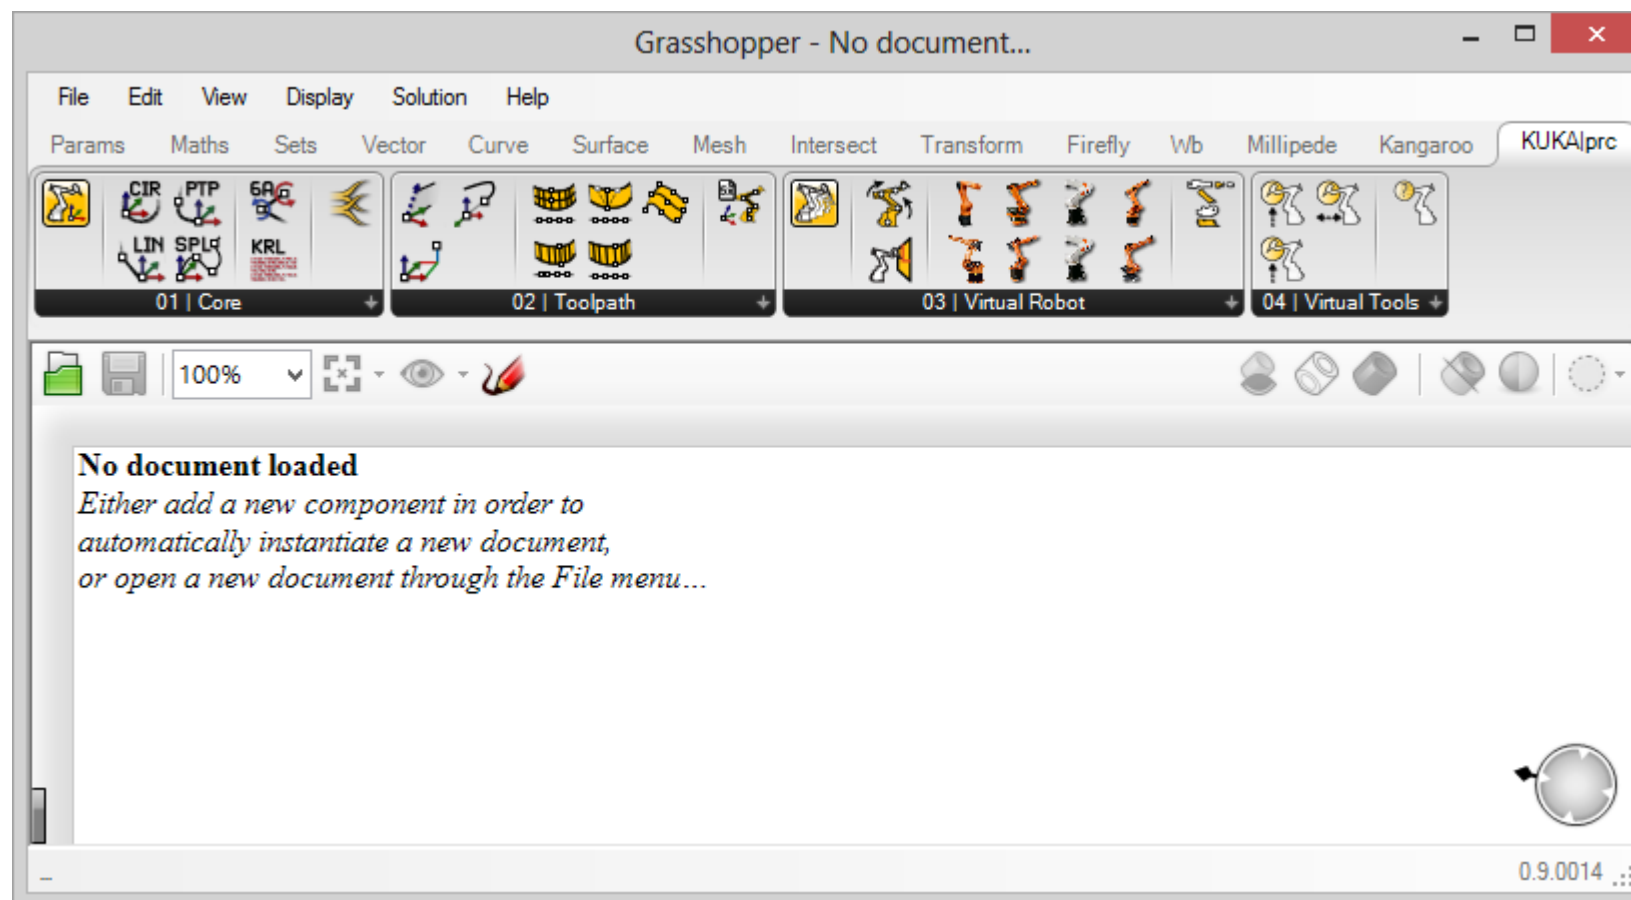 Grasshopper - No document...
File Edit View Display Solution Help
Params Maths Sets Vector Curve Surface Mesh Intersect Transform Firefly Wb Millipede Kangaroo KUKA|prc
CIR PTP 6A
LIN SPL KRL
01 | Core 02 | Toolpath 03 | Virtual Robot 04 | Virtual Tools
100%
No document loaded
Either add a new component in order to
automatically instantiate a new document,
or open a new document through the File menu...
0.9.0014